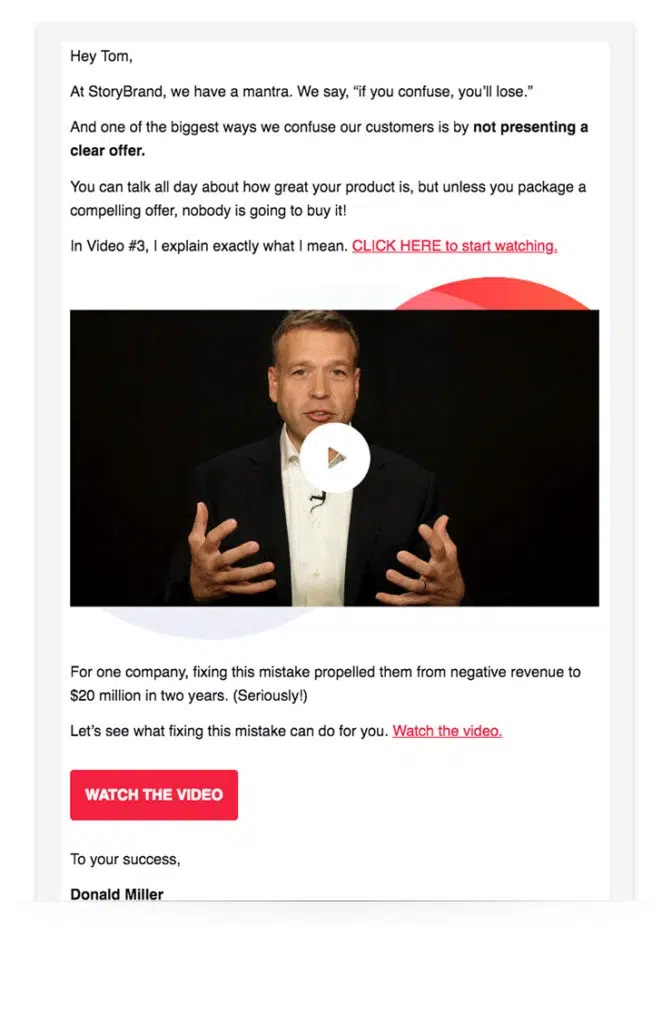 Hey Tom,
At StoryBrand, we have a mantra. We say, “if you confuse, you’ll lose.”
And one of the biggest ways we confuse our customers is by not presenting a
clear offer.
You can talk all day about how great your product is, but unless you package a
compelling offer, nobody is going to buy it!
In Video #3, I explain exactly what I mean. CLICK HERE to start watching.
For one company, fixing this mistake propelled them from negative revenue to
$20 million in two years. (Seriously!)
Let’s see what fixing this mistake can do for you. Watch the video.
WATCH THE VIDEO
To your success,
Donald Miller